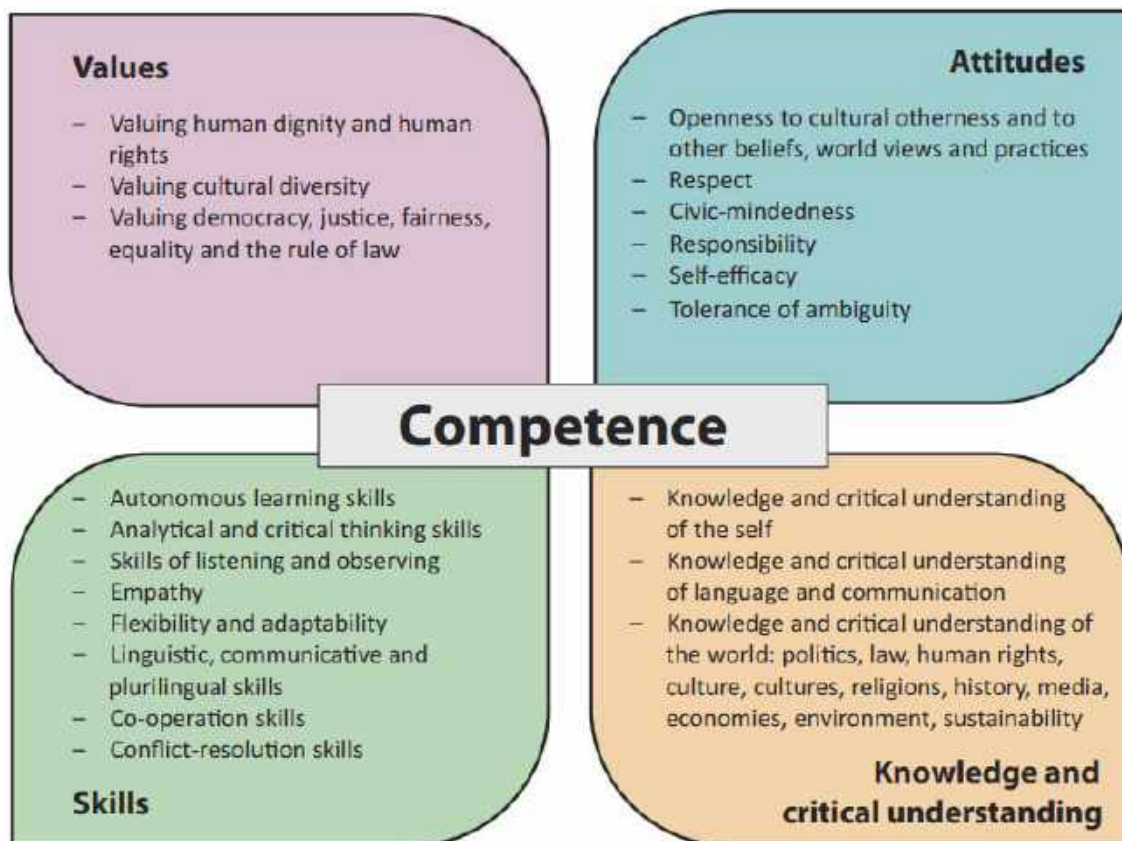 Values
– Valuing human dignity and human
rights
– Valuing cultural diversity
– Valuing democracy, justice, fairness,
equality and the rule of law
Attitudes
– Openness to cultural otherness and to
other beliefs, world views and practices
– Respect
– Civic-mindedness
– Responsibility
– Self-efficacy
– Tolerance of ambiguity
Competence
– Autonomous learning skills
– Analytical and critical thinking skills
– Skills of listening and observing
– Empathy
– Flexibility and adaptability
– Linguistic, communicative and
plurilingual skills
– Co-operation skills
– Conflict-resolution skills
Skills
– Knowledge and critical understanding
of the self
– Knowledge and critical understanding
of language and communication
– Knowledge and critical understanding of
the world: politics, law, human rights,
culture, cultures, religions, history, media,
economies, environment, sustainability
Knowledge and
critical understanding